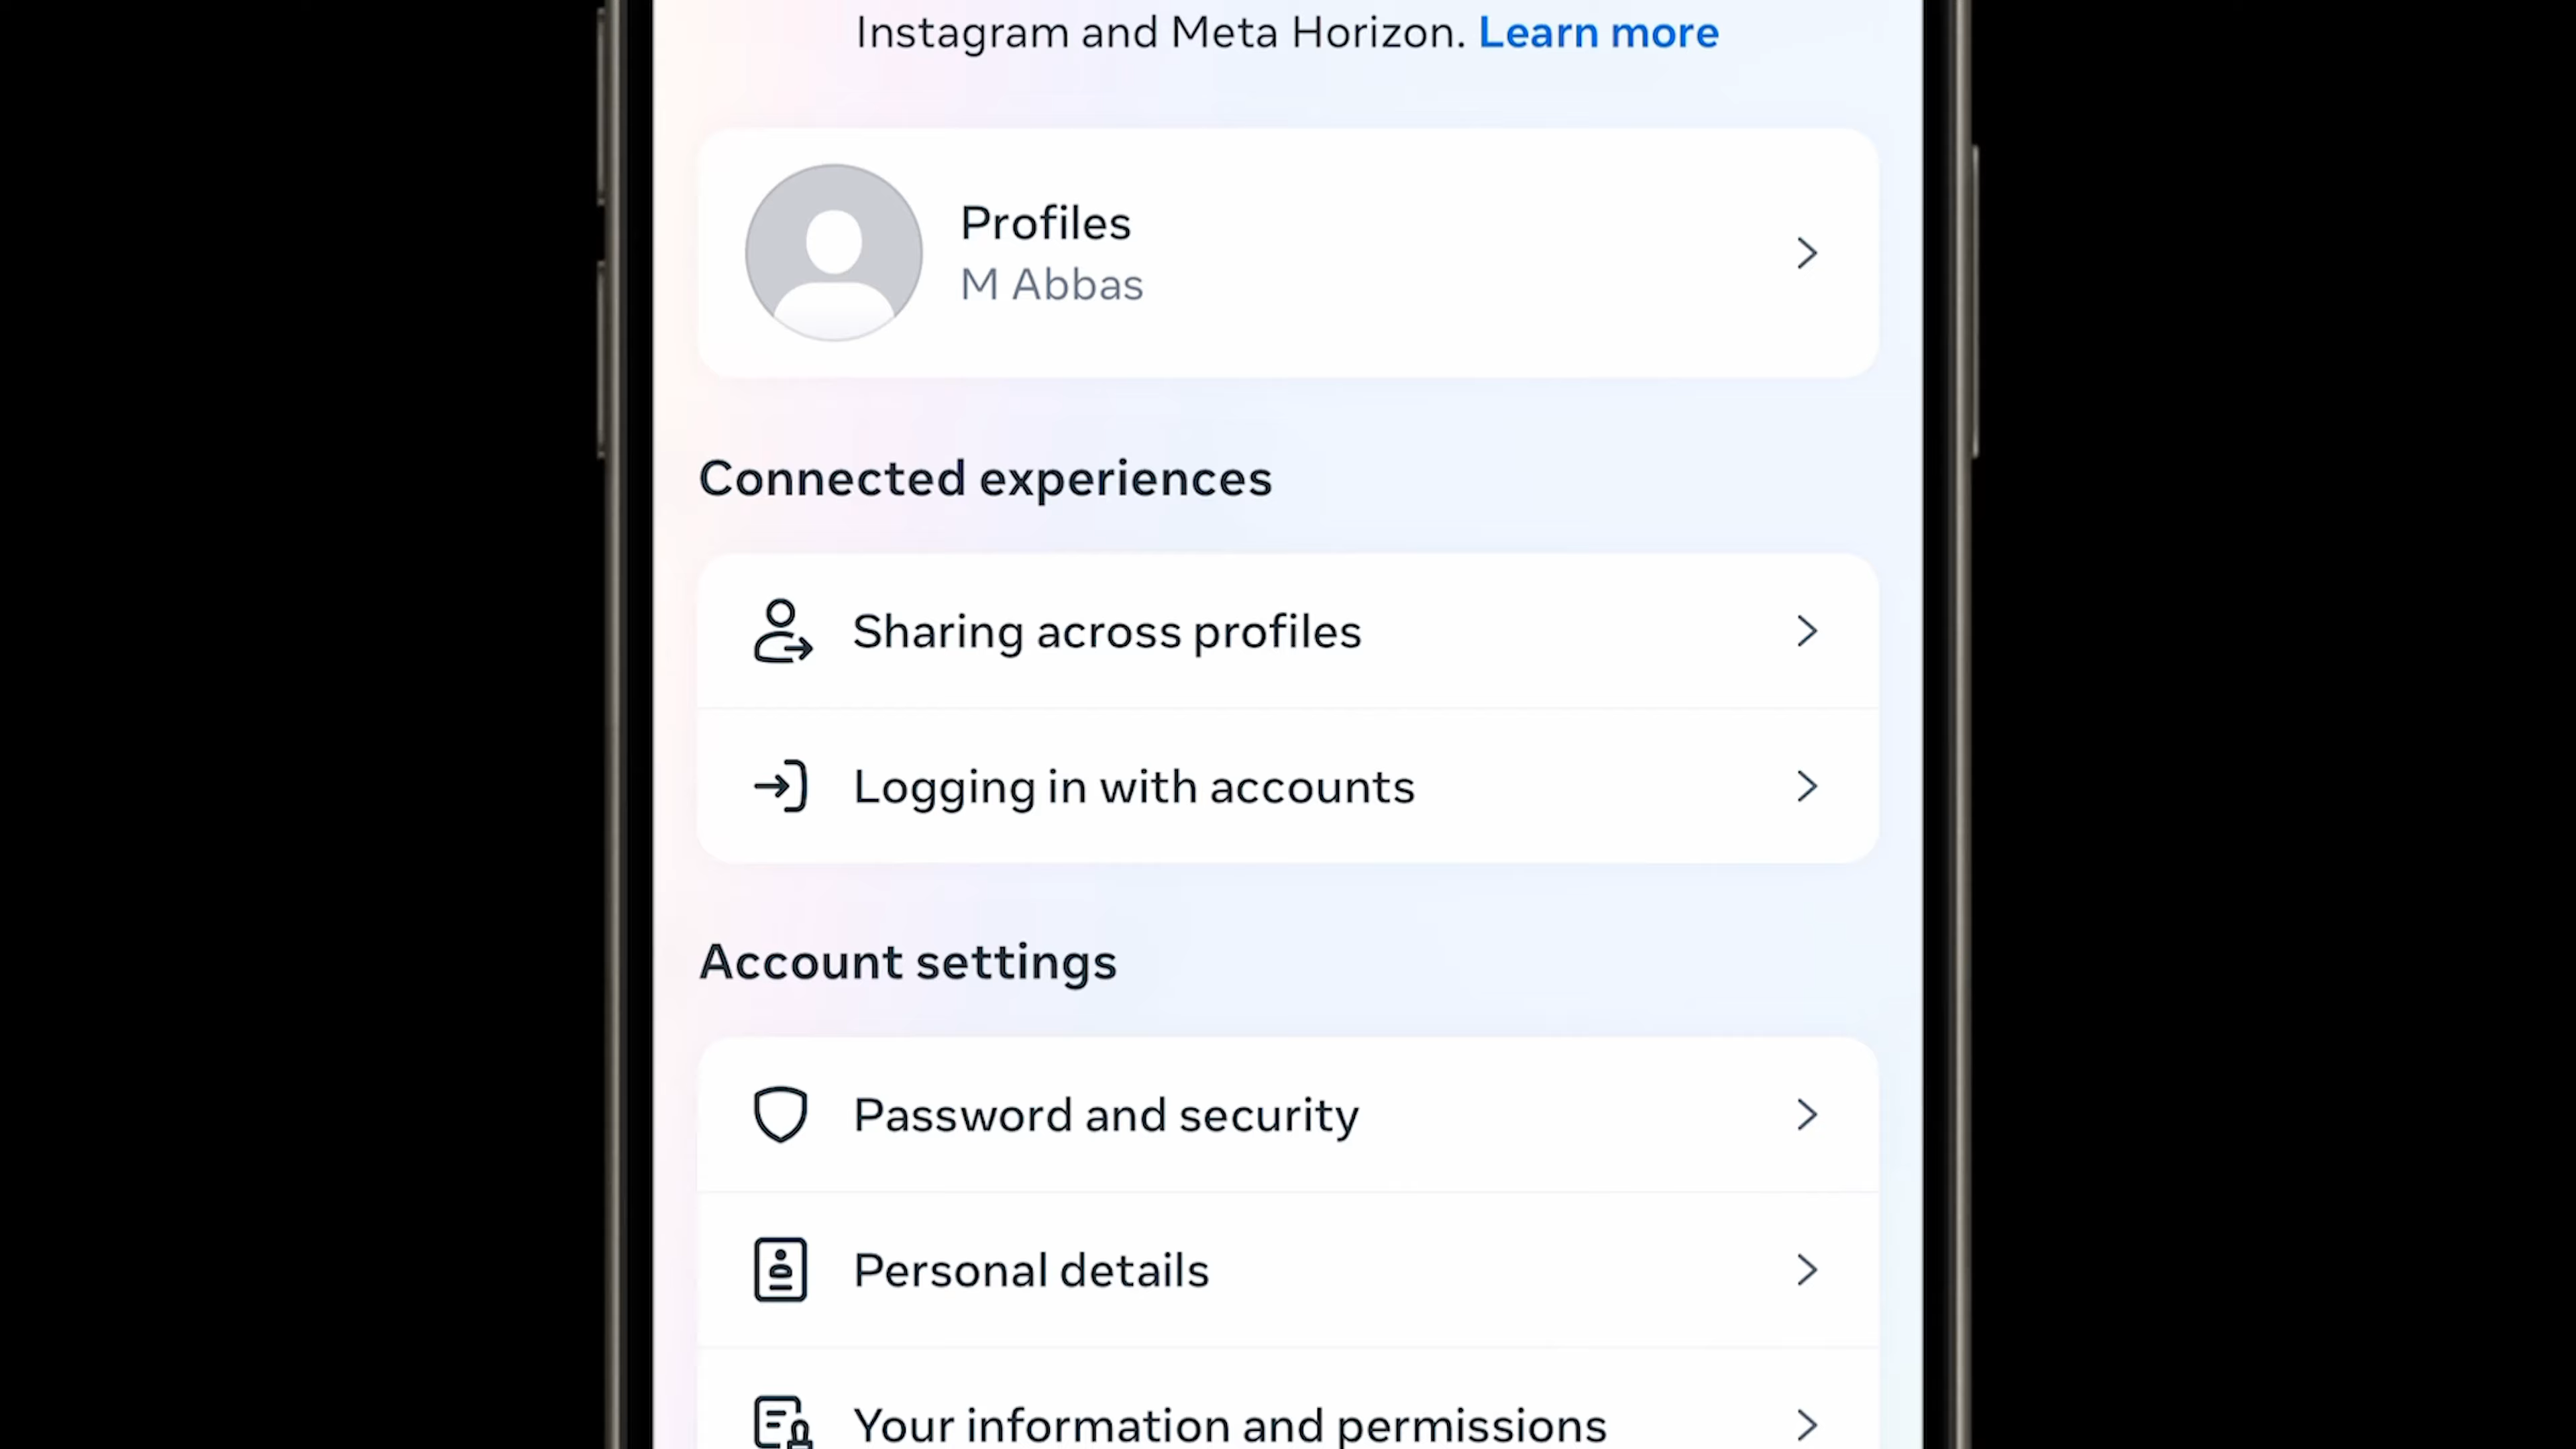 Instagram and Meta Horizon. Learn more
Profiles
M Abbas
Connected experiences
Sharing across profiles
Logging in with accounts
Account settings
Password and security
Personal details
Your information and permissions